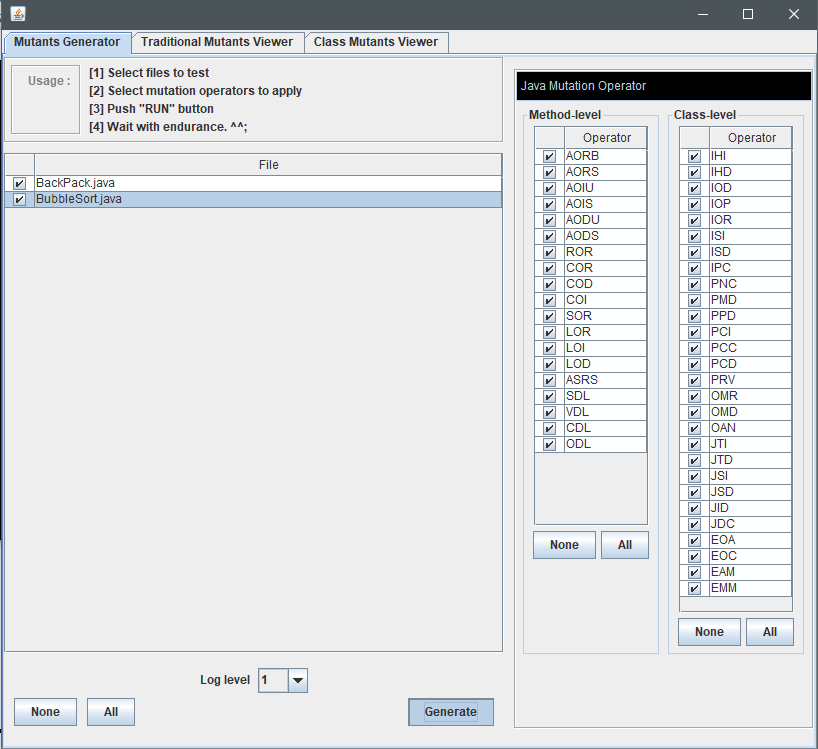 Mutants Generator
Traditional Mutants Viewer
Class Mutants Viewer
Usage :
[1] Select files to test
[2] Select mutation operators to apply
[3] Push "RUN" button
[4] Wait with endurance. ^^;
File
BackPack.java
BubbleSort.java
Log level
1
None
All
Generate
Java Mutation Operator
Method-level
Operator
AORB
AORS
AOIU
AOIS
AODU
AODS
ROR
COR
COD
COI
SOR
LOR
LOI
LOD
ASRS
SDL
VDL
CDL
ODL
None
All
Class-level
Operator
IHI
IHD
IOD
IOP
IOR
ISI
ISD
IPC
PNC
PMD
PPD
PCI
PCC
PCD
PRV
OMR
OMD
OAN
JTI
JTD
JSI
JSD
JID
JDC
EOA
EOC
EAM
EMM
None
All